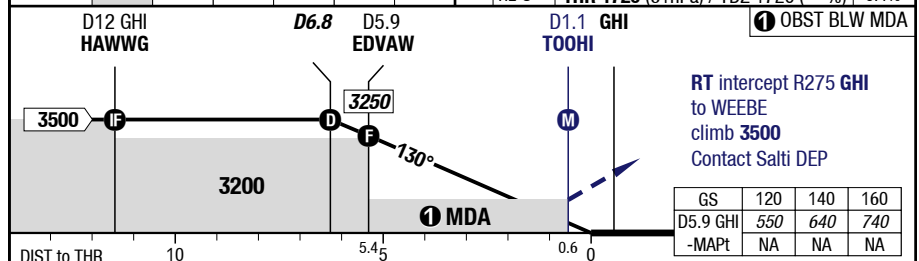 THR 1725
❶ OBST BLW MDA
D12 GHI D6.8 D5.9 D1.1 GHI
HAWWG EDVAW TOOHI
RT intercept R275 GHI
to WEEBE
climb 3500
Contact Salti DEP
3500 IF D 3250 F M
130°
3200
❶ MDA
GS 120 140 160
D5.9 GHI 550 640 740
-MAPt NA NA NA
DIST to THR 10 5.4 5 0.6 0